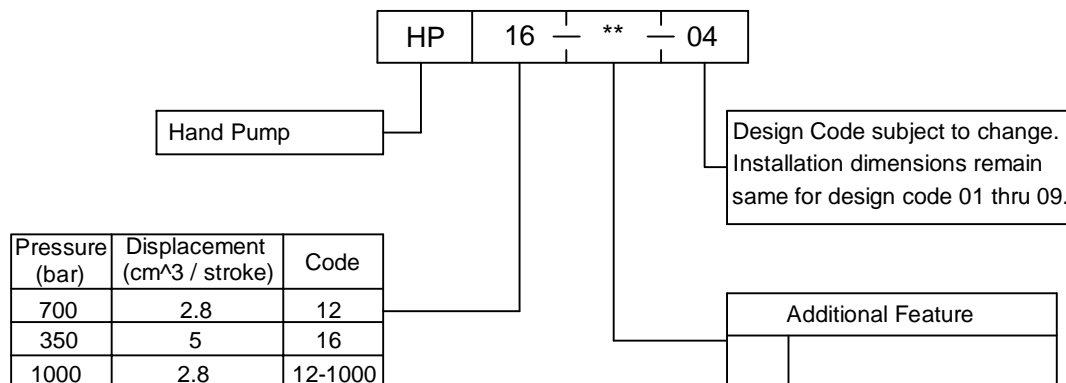 HP 16 — ** — 04
Hand Pump
Design Code subject to change.
Installation dimensions remain
same for design code 01 thru 09.
Pressure (bar) Displacement (cm^3 / stroke) Code
700 2.8 12
350 5 16
1000 2.8 12-1000
Additional Feature